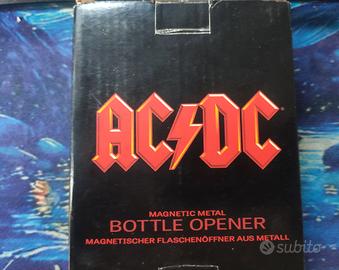 AC⚡DC
MAGNETIC METAL
BOTTLE OPENER
MAGNETISCHER FLASCHENÖFFNER AUS METALL
subito